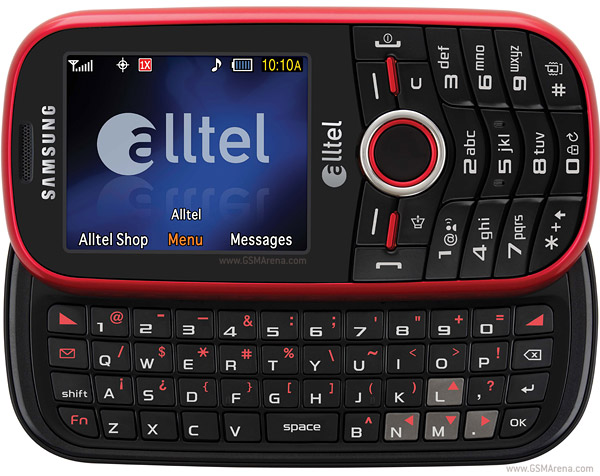 1X 10:10A
SAMSUNG
alltel
Alltel
Alltel Shop Menu Messages
www.GSMArena.com
alltel
C
3 def
6 mno
9 wxyz
#
2 abc
5 jkl
8 tuv
0
1 @
4 ghi
7 pqrs
*
1 @ 2 - 3 _ 4 & 5 : 6 ; 7 ' 8 " 9 + 0 =
Q / W $ E * R # T % Y \ U ~ I < O > P !
shift A ¡ S ¿ D { F } G [ H ] J ( K ) L , ?
Fn Z X C V space B ^ N M . OK
www.GSMArena.com